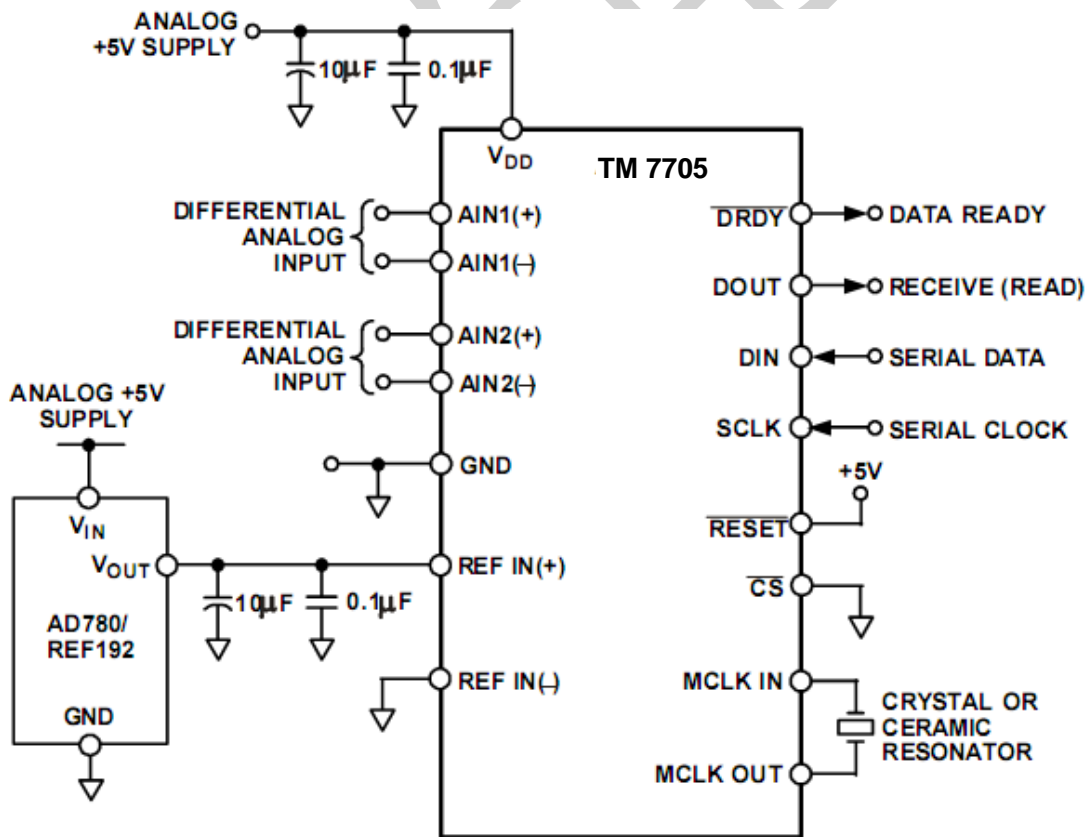 ANALOG
+5V SUPPLY
10µF
0.1µF
VDD
TM 7705
DIFFERENTIAL
ANALOG
INPUT
AIN1(+)
AIN1(–)
DIFFERENTIAL
ANALOG
INPUT
AIN2(+)
AIN2(–)
ANALOG +5V
SUPPLY
GND
VIN
VOUT
REF IN(+)
10µF
0.1µF
AD780/
REF192
REF IN(–)
GND
DRDY
DATA READY
DOUT
RECEIVE (READ)
DIN
SERIAL DATA
SCLK
SERIAL CLOCK
+5V
RESET
CS
MCLK IN
CRYSTAL OR
CERAMIC
RESONATOR
MCLK OUT